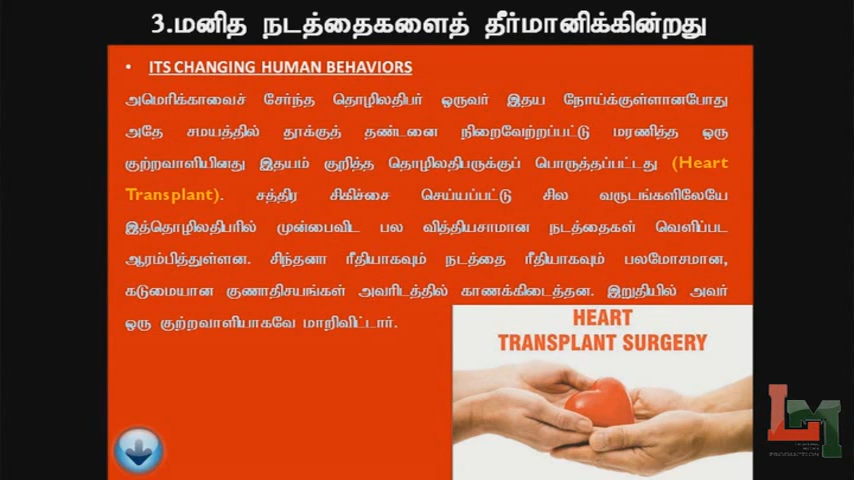 3.மனித நடத்தைகளைத் தீர்மானிக்கின்றது
• ITS CHANGING HUMAN BEHAVIORS
அமெரிக்காவைச் சேர்ந்த தொழிலதிபர் ஒருவர் இதய நோய்க்குள்ளானபோது
அதே சமயத்தில் தூக்குத் தண்டனை நிறைவேற்றப்பட்டு மரணித்த ஒரு
குற்றவாளியினது இதயம் குறித்த தொழிலதிபருக்குப் பொருத்தப்பட்டது (Heart
Transplant). சத்திர சிகிச்சை செய்யப்பட்டு சில வருடங்களிலேயே
இத்தொழிலதிபரில் முன்பைவிட பல வித்தியசாமான நடத்தைகள் வெளிப்பட
ஆரம்பித்துள்ளன. சிந்தனா ரீதியாகவும் நடத்தை ரீதியாகவும் பலமோசமான,
கடுமையான குணாதிசயங்கள் அவரிடத்தில் காணக்கிடைத்தன. இறுதியில் அவர்
ஒரு குற்றவாளியாகவே மாறிவிட்டார்.
HEART
TRANSPLANT SURGERY
LM
PRODUCTION